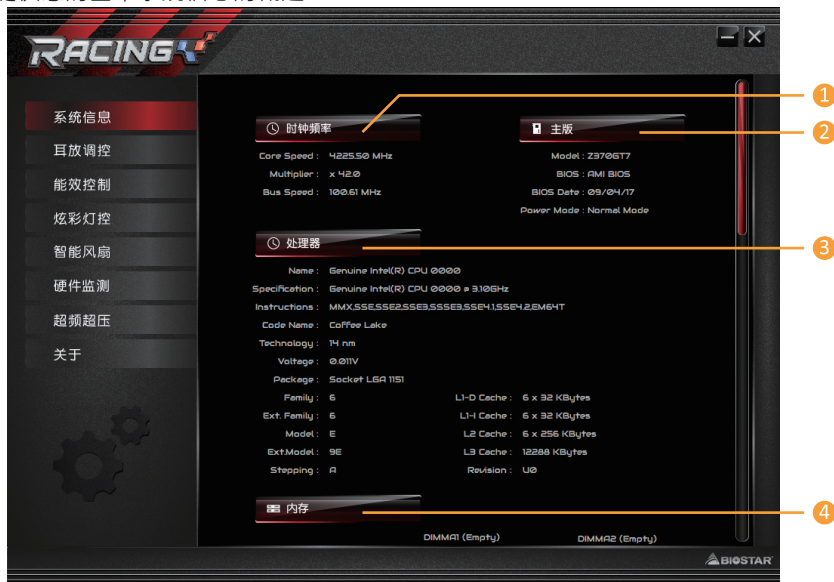 RACING
系统信息
耳放调控
能效控制
炫彩灯控
智能风扇
硬件监测
超频超压
关于
时钟频率
Core Speed : 4225.50 MHz
Multiplier : x 42.0
Bus Speed : 100.61 MHz
主版
Model : Z370GT7
BIOS : AMI BIOS
BIOS Date : 09/04/17
Power Mode : Normal Mode
处理器
Name : Genuine Intel(R) CPU 0000
Specification : Genuine Intel(R) CPU 0000 @ 3.10GHz
Instructions : MMX,SSE,SSE2,SSE3,SSSE3,SSE4.1,SSE4.2,EM64T
Code Name : Coffee Lake
Technology : 14 nm
Voltage : 0.011V
Package : Socket LGA 1151
Family : 6 L1-D Cache : 6 x 32 KBytes
Ext. Family : 6 L1-I Cache : 6 x 32 KBytes
Model : E L2 Cache : 6 x 256 KBytes
Ext.Model : 9E L3 Cache : 12288 KBytes
Stepping : A Revision : U0
内存
DIMMA1 (Empty) DIMMA2 (Empty)
BIOSTAR
1
2
3
4